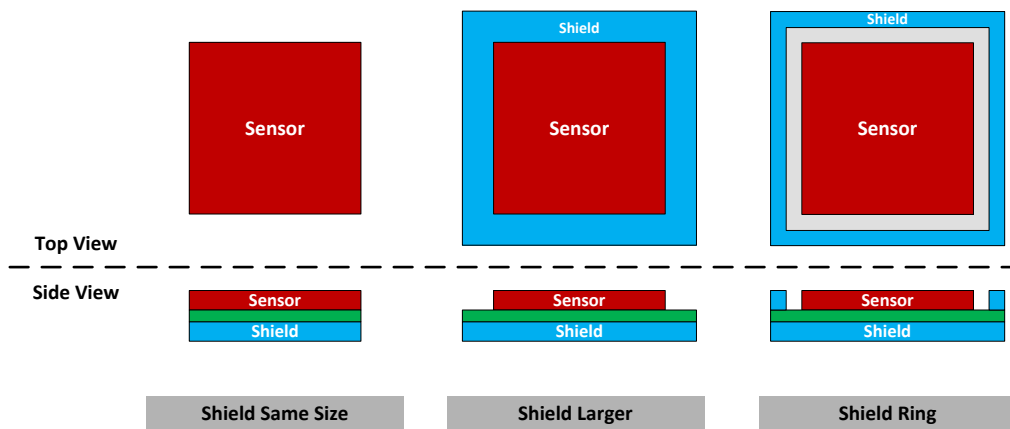 Shield
Shield
Sensor
Sensor
Sensor
Top View
Side View
Sensor
Sensor
Sensor
Shield
Shield
Shield
Shield Same Size
Shield Larger
Shield Ring